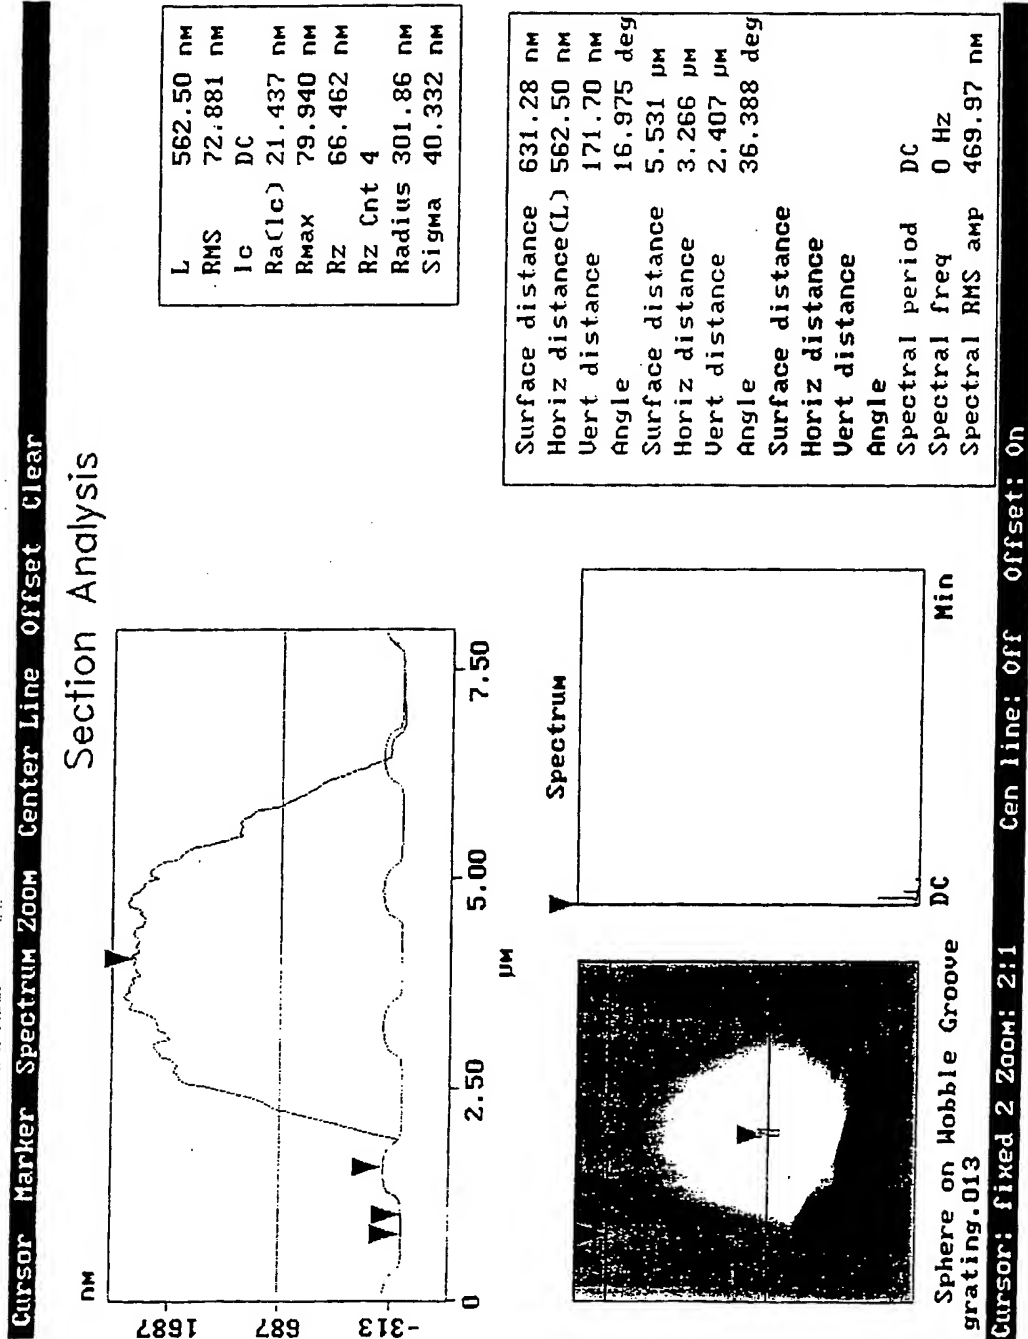 Cursor Marker Spectrum Zoom Center Line Offset Clear
Section Analysis
nm
1687
687
-313
0
2.50
5.00
7.50
µm
L 562.50 nm
RMS 72.881 nm
lc DC
Ra(lc) 21.437 nm
Rmax 79.940 nm
Rz 66.462 nm
Rz Cnt 4
Radius 301.86 nm
Sigma 40.332 nm
Spectrum
DC
Min
Surface distance 631.28 nm
Horiz distance(L) 562.50 nm
Vert distance 171.70 nm
Angle 16.975 deg
Surface distance 5.531 µm
Horiz distance 3.266 µm
Vert distance 2.407 µm
Angle 36.388 deg
Surface distance
Horiz distance
Vert distance
Angle
Spectral period DC
Spectral freq 0 Hz
Spectral RMS amp 469.97 nm
Sphere on Wobble Groove
grating.013
Cursor: fixed 2 Zoom: 2:1 Cen line: Off Offset: On